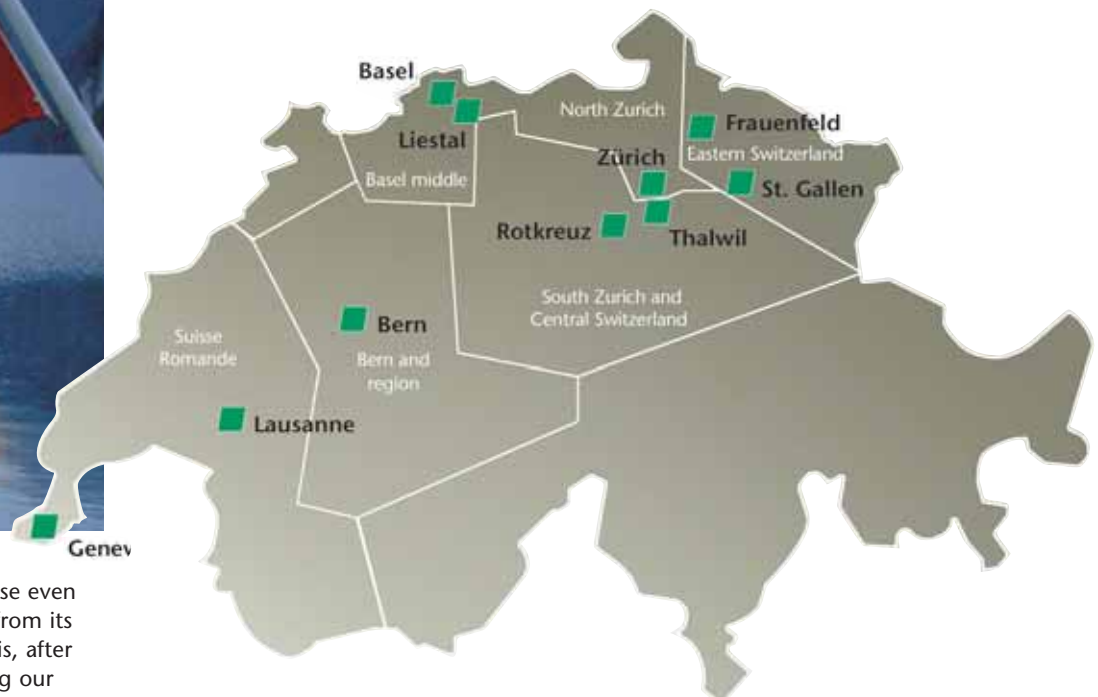 Basel
Liestal
Basel middle
North Zurich
Frauenfeld
Eastern Switzerland
Zürich
St. Gallen
Rotkreuz
Thalwil
South Zurich and
Central Switzerland
Bern
Bern and
region
Suisse
Romande
Lausanne
Genev
se even
from its
is, after
g our